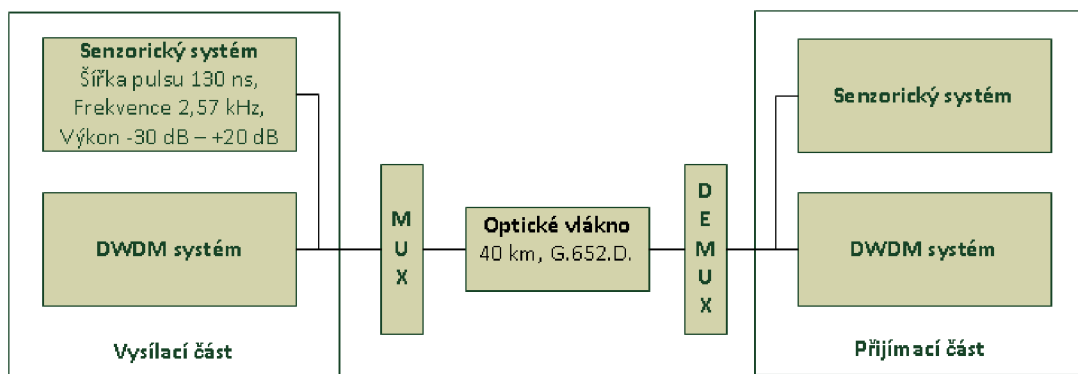 Senzorický systém
Šířka pulsu 130 ns,
Frekvence 2,57 kHz,
Výkon -30 dB – +20 dB
DWDM systém
Vysílací část
M
U
X
Optické vlákno
40 km, G.652.D.
D
E
M
U
X
Senzorický systém
DWDM systém
Přijímací část